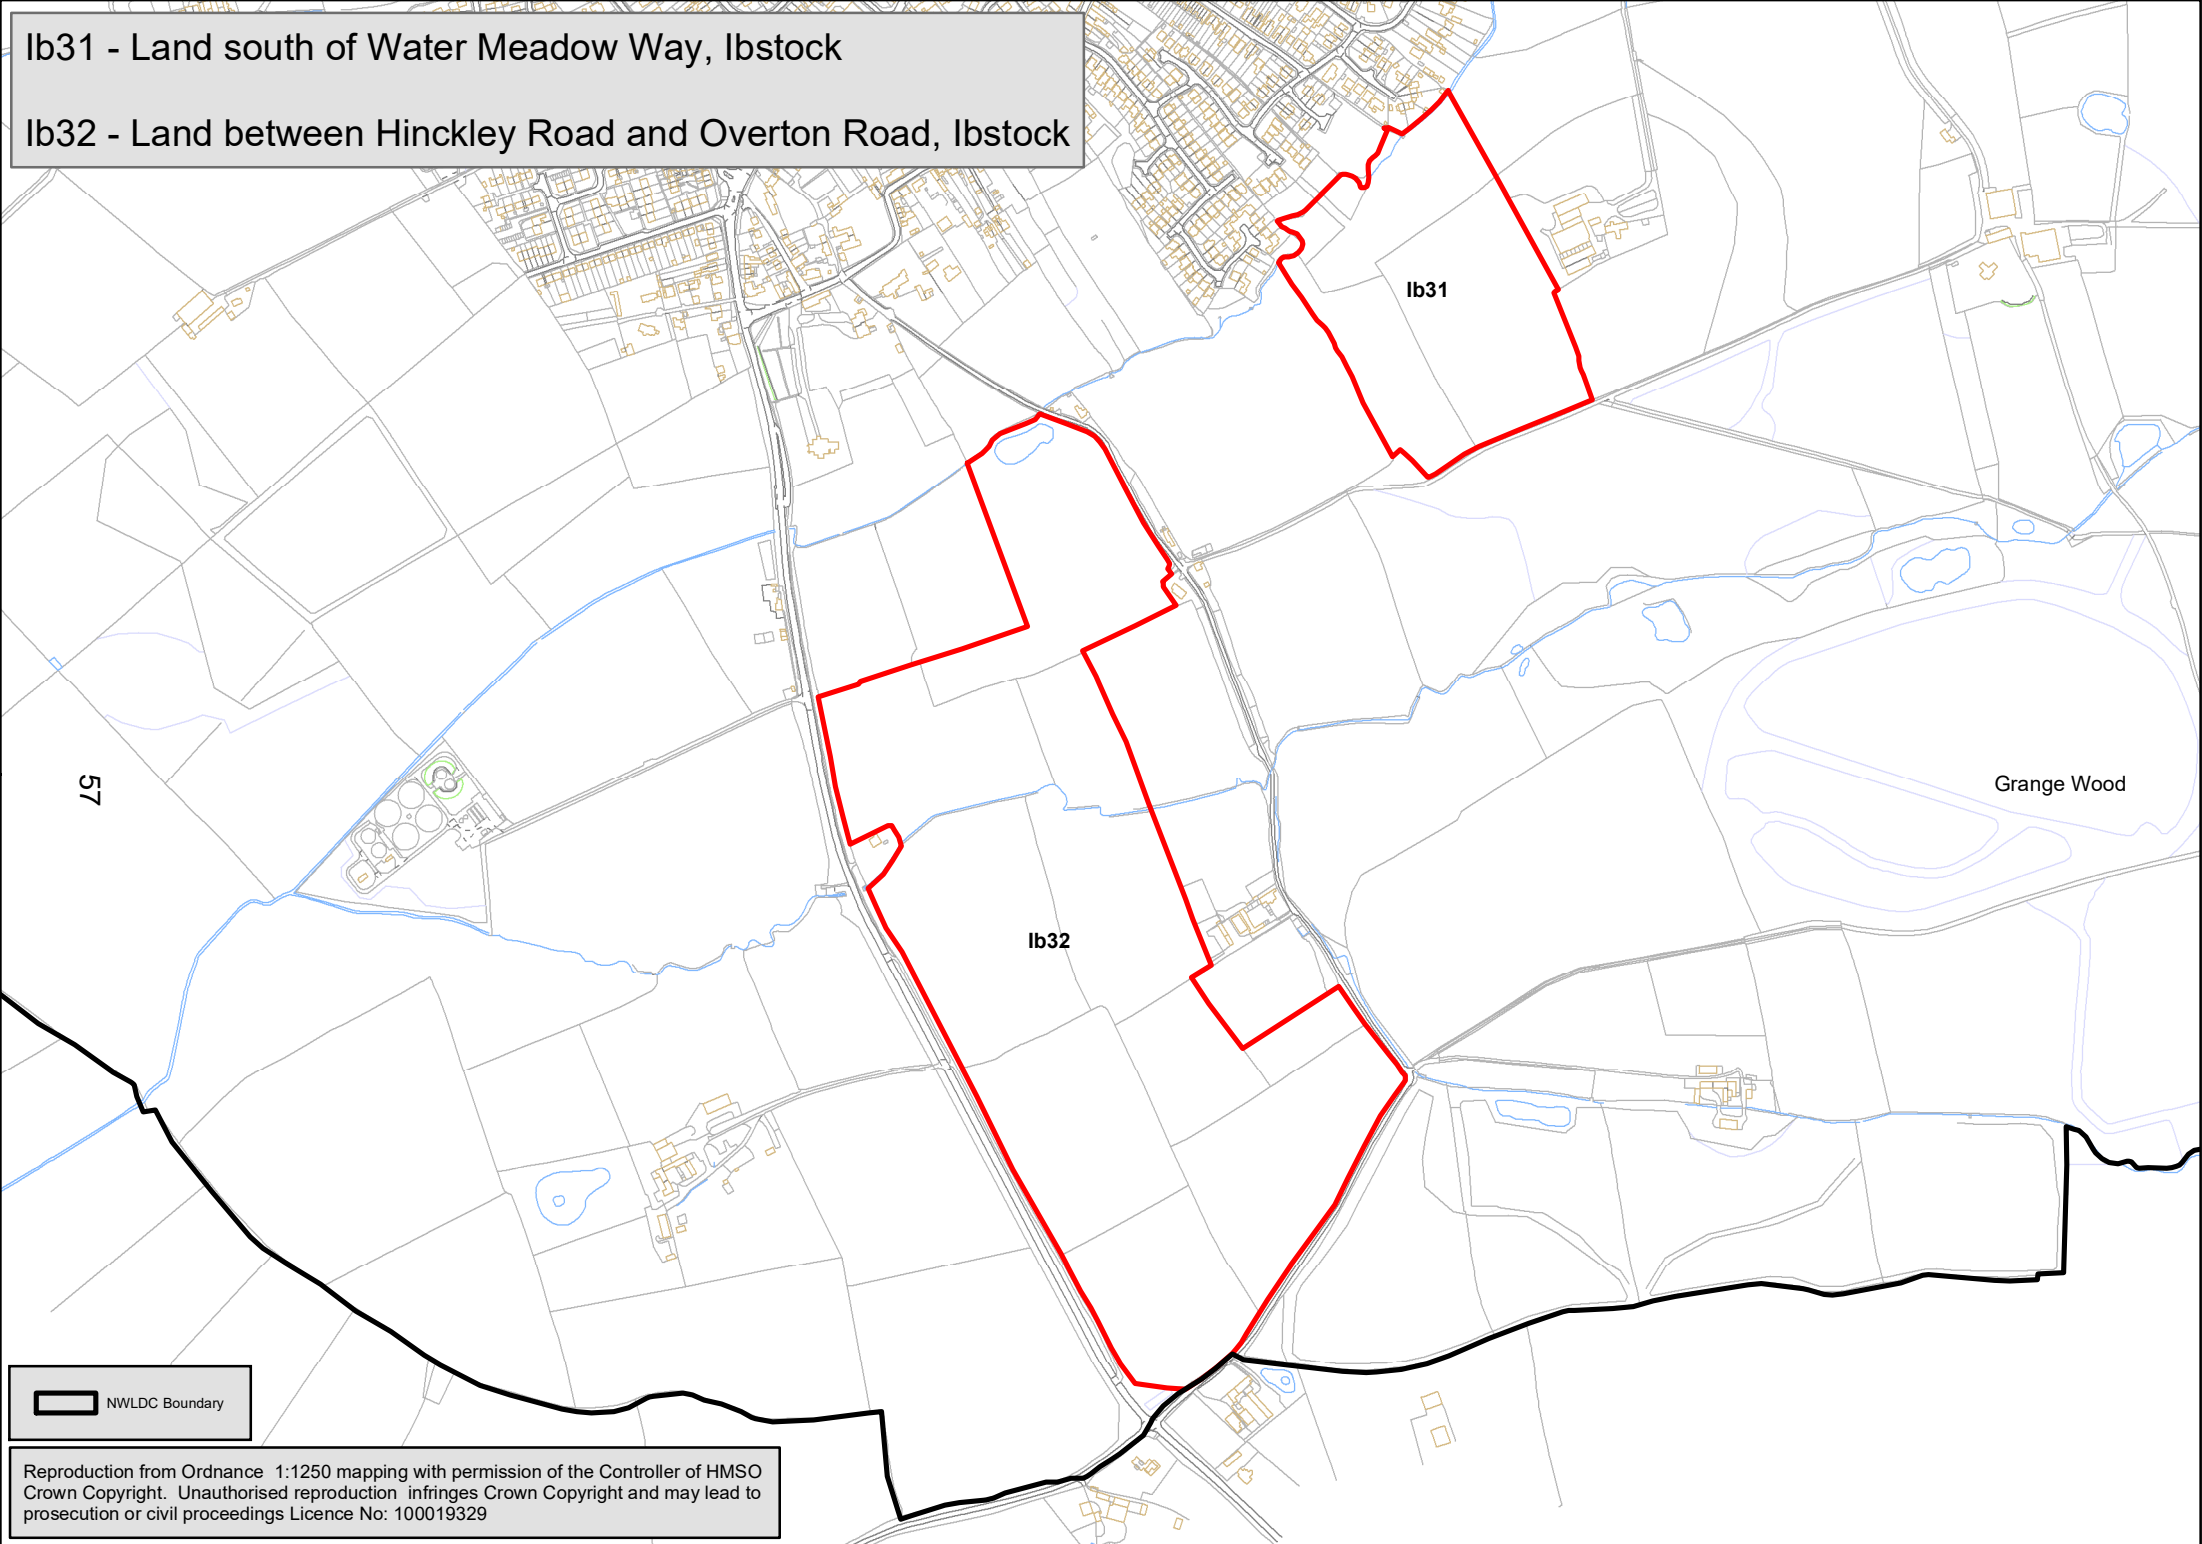 Ib31 - Land south of Water Meadow Way, Ibstock
Ib32 - Land between Hinckley Road and Overton Road, Ibstock
Ib31
57
Grange Wood
Ib32
NWLDC Boundary
Reproduction from Ordnance 1:1250 mapping with permission of the Controller of HMSO
Crown Copyright. Unauthorised reproduction infringes Crown Copyright and may lead to
prosecution or civil proceedings Licence No: 100019329